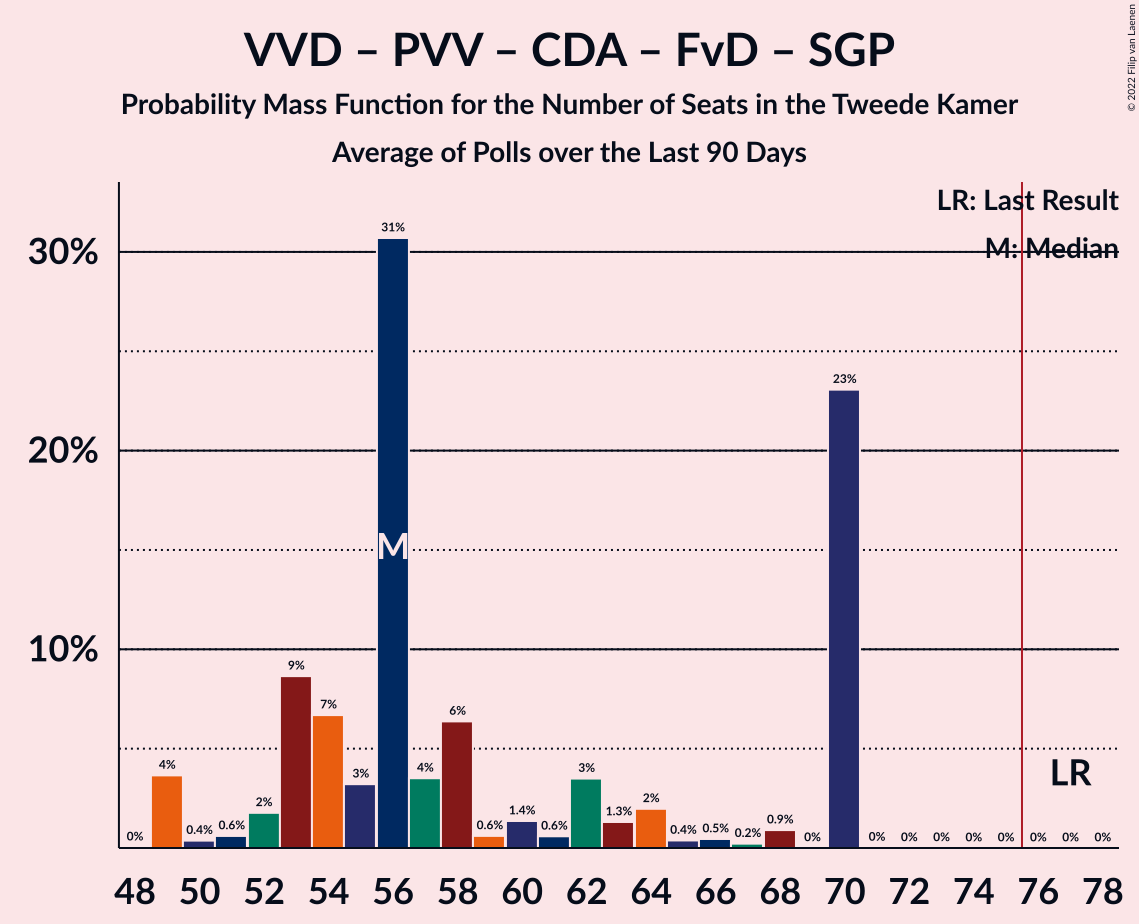 VVD – PVV – CDA – FvD – SGP
Probability Mass Function for the Number of Seats in the Tweede Kamer
Average of Polls over the Last 90 Days
© 2022 Filip van Laenen
LR: Last Result
M: Median
30%
20%
10%
0% 4% 0.4% 0.6% 2% 9% 7% 3% 31% 4% 6% 0.6% 1.4% 0.6% 3% 1.3% 2% 0.4% 0.5% 0.2% 0.9% 0% 23% 0% 0% 0% 0% 0% 0% 0% 0%
M
LR
48 50 52 54 56 58 60 62 64 66 68 70 72 74 76 78